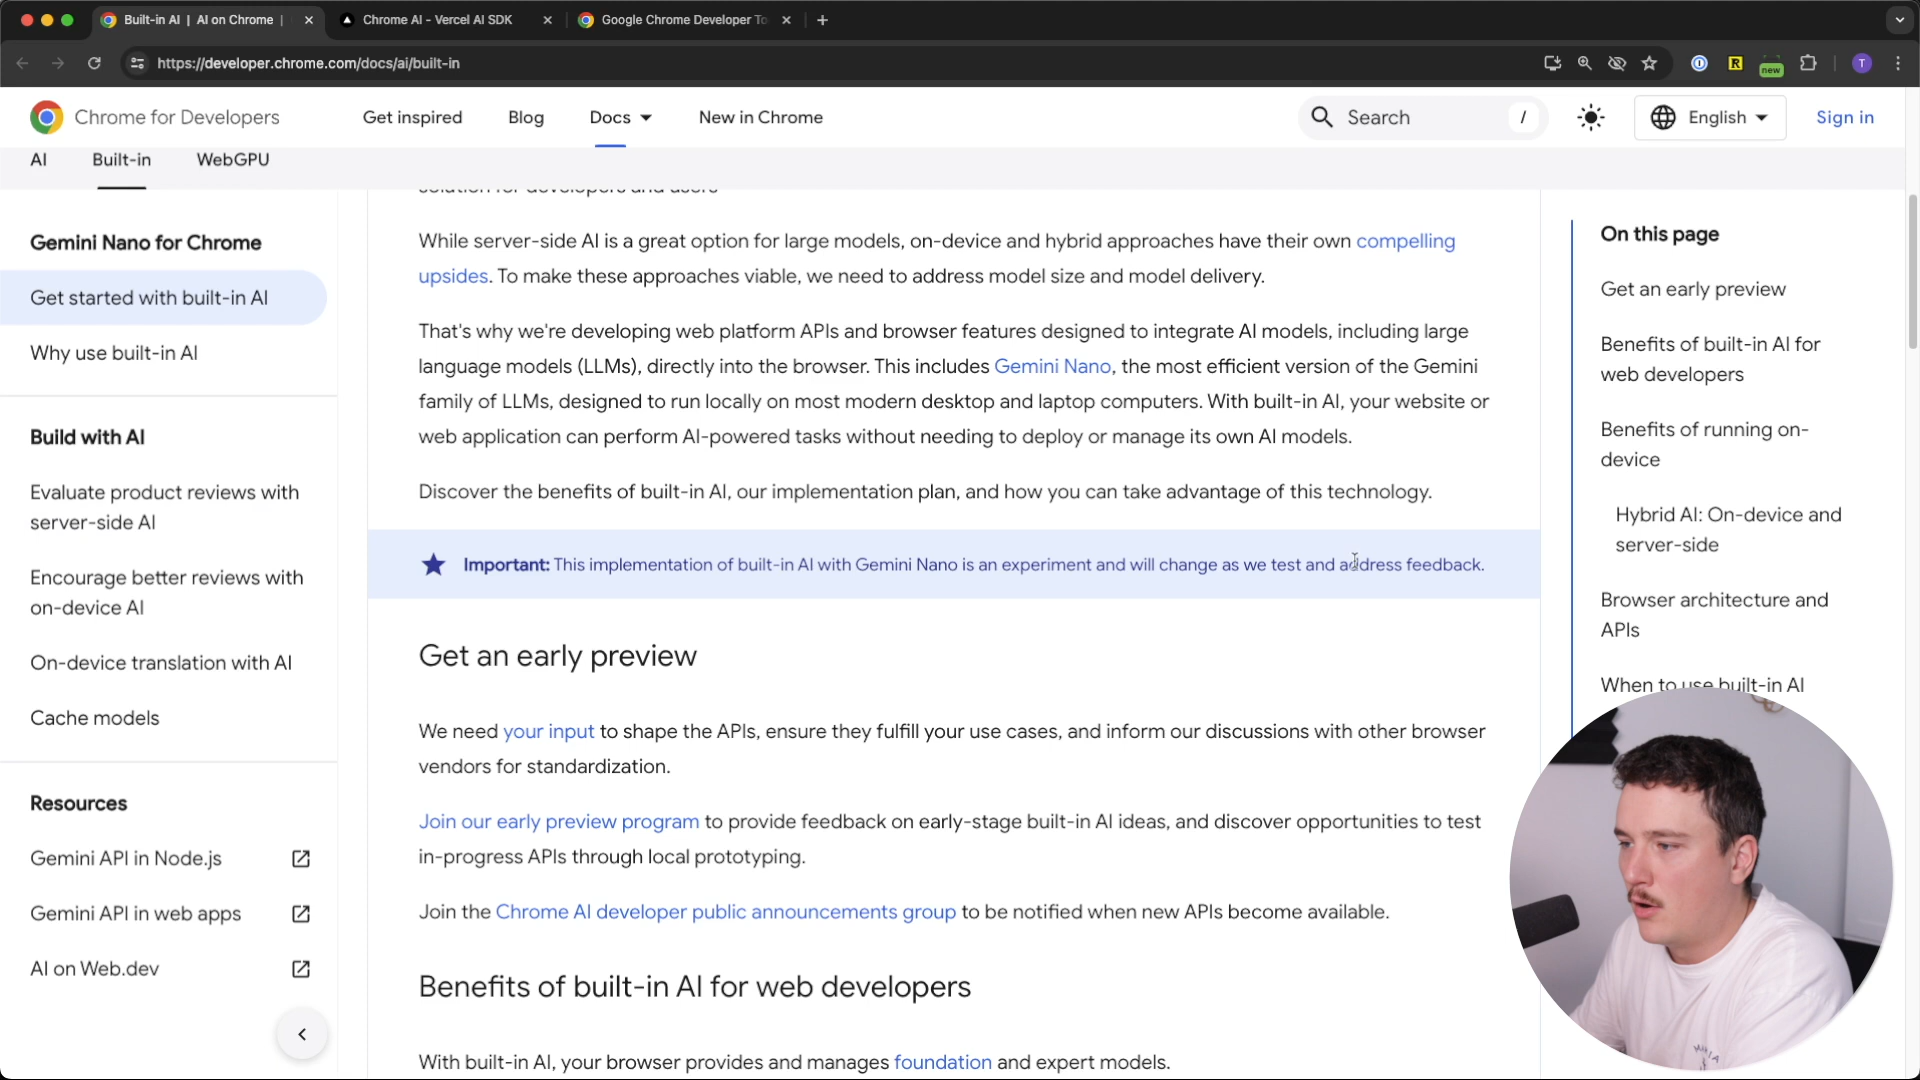 Built-in AI | AI on Chrome |
Chrome AI - Vercel AI SDK
Google Chrome Developer To
https://developer.chrome.com/docs/ai/built-in
new
T
Chrome for Developers
Get inspired
Blog
Docs
New in Chrome
Search
/
English
Sign in
AI
Built-in
WebGPU
Gemini Nano for Chrome
Get started with built-in AI
Why use built-in AI
Build with AI
Evaluate product reviews with
server-side AI
Encourage better reviews with
on-device AI
On-device translation with AI
Cache models
Resources
Gemini API in Node.js
Gemini API in web apps
AI on Web.dev
solution for developers and users
While server-side AI is a great option for large models, on-device and hybrid approaches have their own compelling
upsides. To make these approaches viable, we need to address model size and model delivery.
That's why we're developing web platform APIs and browser features designed to integrate AI models, including large
language models (LLMs), directly into the browser. This includes Gemini Nano, the most efficient version of the Gemini
family of LLMs, designed to run locally on most modern desktop and laptop computers. With built-in AI, your website or
web application can perform AI-powered tasks without needing to deploy or manage its own AI models.
Discover the benefits of built-in AI, our implementation plan, and how you can take advantage of this technology.
Important: This implementation of built-in AI with Gemini Nano is an experiment and will change as we test and address feedback.
Get an early preview
We need your input to shape the APIs, ensure they fulfill your use cases, and inform our discussions with other browser
vendors for standardization.
Join our early preview program to provide feedback on early-stage built-in AI ideas, and discover opportunities to test
in-progress APIs through local prototyping.
Join the Chrome AI developer public announcements group to be notified when new APIs become available.
Benefits of built-in AI for web developers
With built-in AI, your browser provides and manages foundation and expert models.
On this page
Get an early preview
Benefits of built-in AI for
web developers
Benefits of running on-
device
Hybrid AI: On-device and
server-side
Browser architecture and
APIs
When to use built-in AI